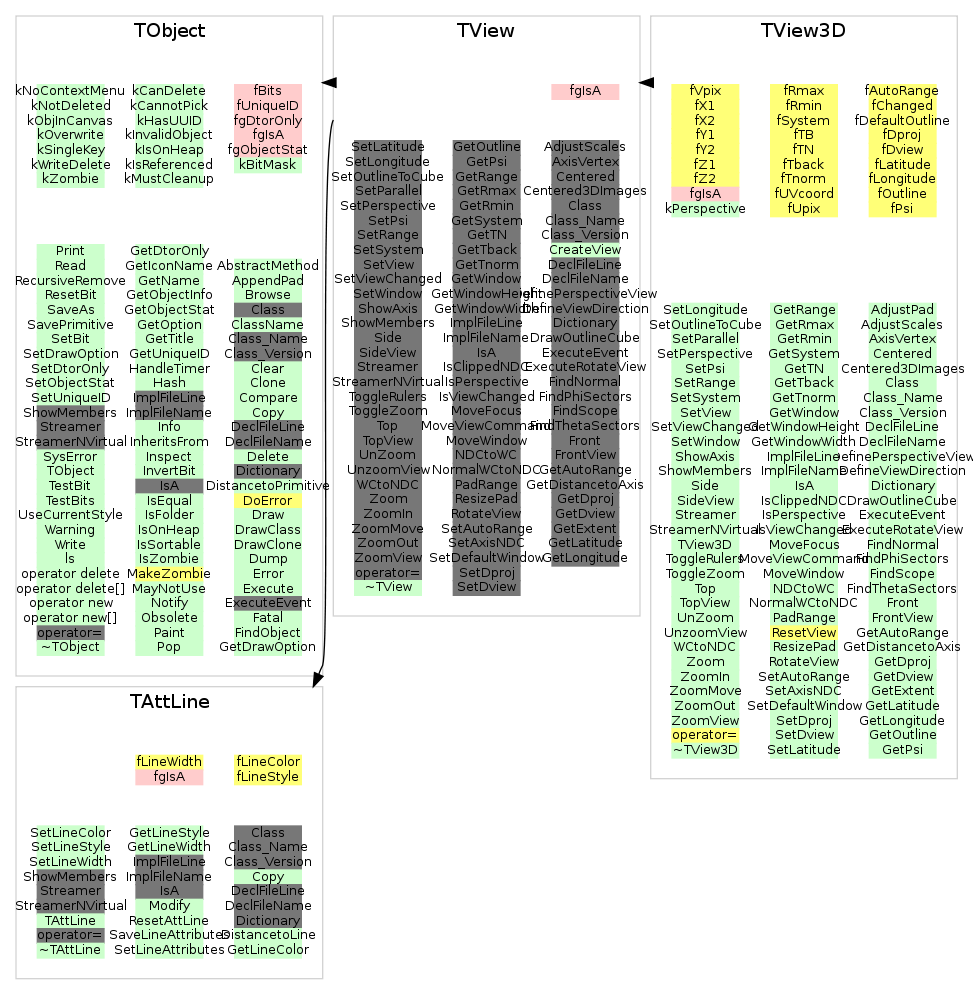 TObject
kNoContextMenu kCanDelete fBits
kNotDeleted kCannotPick fUniqueID
kObjInCanvas kHasUUID fgDtorOnly
kOverwrite kInvalidObject fgIsA
kSingleKey kIsOnHeap fgObjectStat
kWriteDelete kIsReferenced kBitMask
kZombie kMustCleanup
Print GetDtorOnly
Read GetIconName AbstractMethod
RecursiveRemove GetName AppendPad
ResetBit GetObjectInfo Browse
SaveAs GetObjectStat Class
SavePrimitive GetOption ClassName
SetBit GetTitle Class_Name
SetDrawOption GetUniqueID Class_Version
SetDtorOnly HandleTimer Clear
SetObjectStat Hash Clone
SetUniqueID ImplFileLine Compare
ShowMembers ImplFileName Copy
Streamer Info DeclFileLine
StreamerNVirtual InheritsFrom DeclFileName
SysError Inspect Delete
TObject InvertBit Dictionary
TestBit IsA DistancetoPrimitive
TestBits IsEqual DoError
UseCurrentStyle IsFolder Draw
Warning IsOnHeap DrawClass
Write IsSortable DrawClone
ls IsZombie Dump
operator delete MakeZombie Error
operator delete[] MayNotUse Execute
operator new Notify ExecuteEvent
operator new[] Obsolete Fatal
operator= Paint FindObject
~TObject Pop GetDrawOption
TView
fgIsA
SetLatitude GetOutline AdjustScales
SetLongitude GetPsi AxisVertex
SetOutlineToCube GetRange Centered
SetParallel GetRmax Centered3DImages
SetPerspective GetRmin Class
SetPsi GetSystem Class_Name
SetRange GetTN Class_Version
SetSystem GetTback CreateView
SetView GetTnorm DeclFileLine
SetViewChanged GetWindow DeclFileName
SetWindow GetWindowHeight DefinePerspectiveView
ShowAxis GetWindowWidth DefineViewDirection
ShowMembers ImplFileLine Dictionary
Side ImplFileName DrawOutlineCube
SideView IsA ExecuteEvent
Streamer IsClippedNDC ExecuteRotateView
StreamerNVirtual IsPerspective FindNormal
ToggleRulers IsViewChanged FindPhiSectors
ToggleZoom MoveFocus FindScope
Top MoveViewCommand FindThetaSectors
TopView MoveWindow Front
UnZoom NDCtoWC FrontView
UnzoomView NormalWCtoNDC GetAutoRange
WCtoNDC PadRange GetDistancetoAxis
Zoom ResizePad GetDproj
ZoomIn RotateView GetDview
ZoomMove SetAutoRange GetExtent
ZoomOut SetAxisNDC GetLatitude
ZoomView SetDefaultWindow GetLongitude
operator= SetDproj
~TView SetDview
TView3D
fVpix fRmax fAutoRange
fX1 fRmin fChanged
fX2 fSystem fDefaultOutline
fY1 fTB fDproj
fY2 fTN fDview
fZ1 fTback fLatitude
fZ2 fTnorm fLongitude
fgIsA fUVcoord fOutline
kPerspective fUpix fPsi
SetLongitude GetRange AdjustPad
SetOutlineToCube GetRmax AdjustScales
SetParallel GetRmin AxisVertex
SetPerspective GetSystem Centered
SetPsi GetTN Centered3DImages
SetRange GetTback Class
SetSystem GetTnorm Class_Name
SetView GetWindow Class_Version
SetViewChanged GetWindowHeight DeclFileLine
SetWindow GetWindowWidth DeclFileName
ShowAxis ImplFileLine DefinePerspectiveView
ShowMembers ImplFileName DefineViewDirection
Side IsA Dictionary
SideView IsClippedNDC DrawOutlineCube
Streamer IsPerspective ExecuteEvent
StreamerNVirtual IsViewChanged ExecuteRotateView
TView3D MoveFocus FindNormal
ToggleRulers MoveViewCommand FindPhiSectors
ToggleZoom MoveWindow FindScope
Top NDCtoWC FindThetaSectors
TopView NormalWCtoNDC Front
UnZoom PadRange FrontView
UnzoomView ResetView GetAutoRange
WCtoNDC ResizePad GetDistancetoAxis
Zoom RotateView GetDproj
ZoomIn SetAutoRange GetDview
ZoomMove SetAxisNDC GetExtent
ZoomOut SetDefaultWindow GetLatitude
ZoomView SetDproj GetLongitude
operator= SetDview GetOutline
~TView3D SetLatitude GetPsi
TAttLine
fLineWidth fLineColor
fgIsA fLineStyle
SetLineColor GetLineStyle Class
SetLineStyle GetLineWidth Class_Name
SetLineWidth ImplFileLine Class_Version
ShowMembers ImplFileName Copy
Streamer IsA DeclFileLine
StreamerNVirtual Modify DeclFileName
TAttLine ResetAttLine Dictionary
operator= SaveLineAttributes DistancetoLine
~TAttLine SetLineAttributes GetLineColor